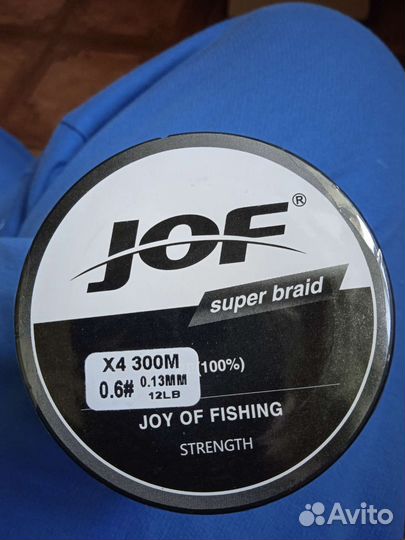 JOF®
super braid
X4 300M
(100%)
0.6# 0.13MM
12LB
JOY OF FISHING
STRENGTH
Avito